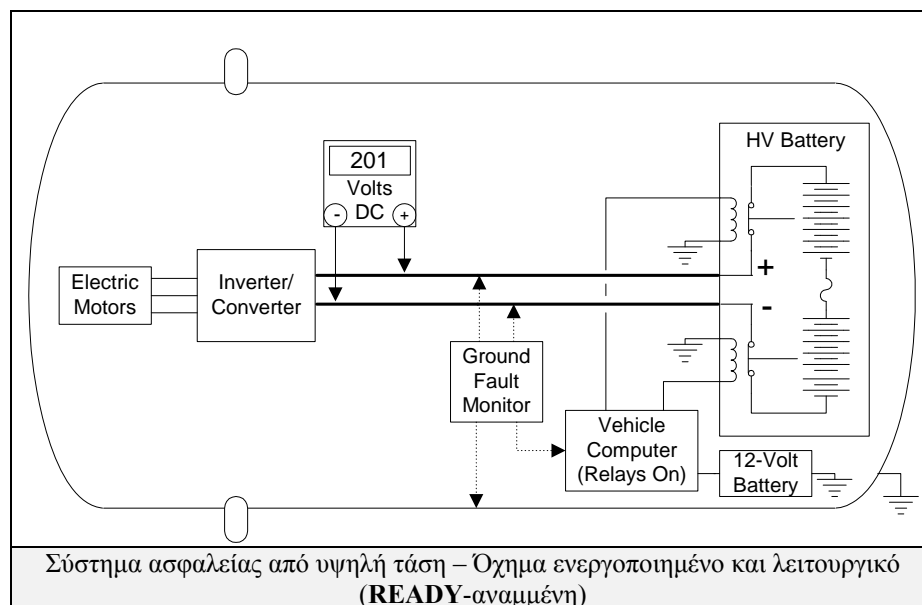 HV Battery
201
Volts
DC
-
+
Electric
Motors
Inverter/
Converter
+
-
Ground
Fault
Monitor
Vehicle
Computer
(Relays On)
12-Volt
Battery
Σύστημα ασφαλείας από υψηλή τάση – Όχημα ενεργοποιημένο και λειτουργικό
(READY-αναμμένη)